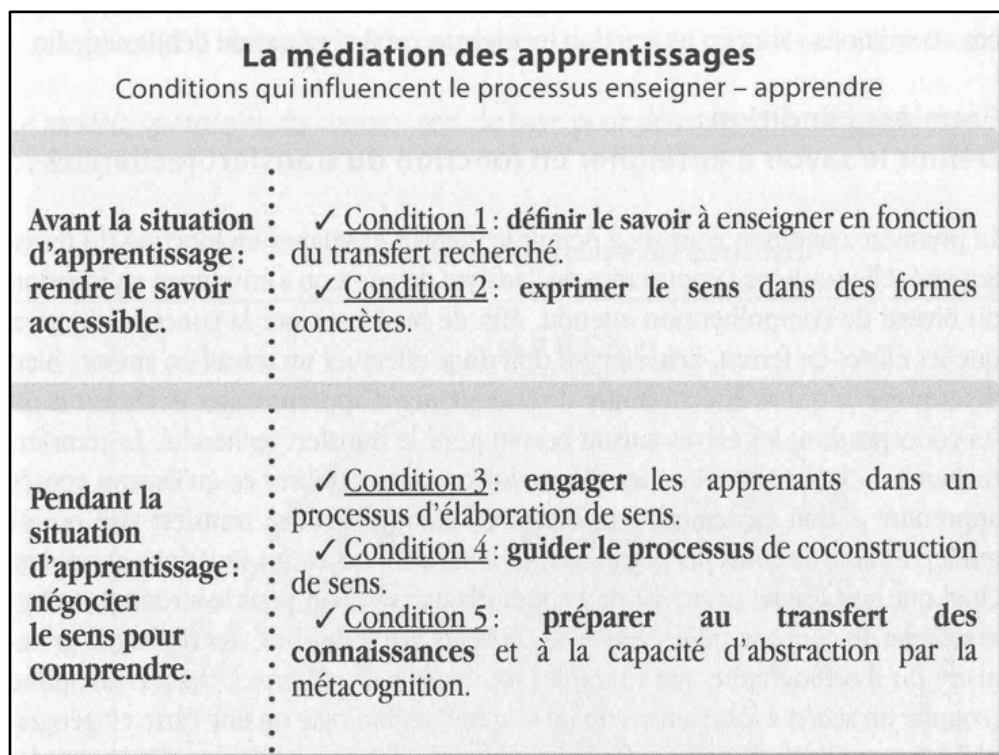 La médiation des apprentissages
Conditions qui influencent le processus enseigner – apprendre
Avant la situation
d'apprentissage :
rendre le savoir
accessible.
✓ Condition 1 : définir le savoir à enseigner en fonction
du transfert recherché.
✓ Condition 2 : exprimer le sens dans des formes
concrètes.
Pendant la
situation
d'apprentissage :
négocier
le sens pour
comprendre.
✓ Condition 3 : engager les apprenants dans un
processus d'élaboration de sens.
✓ Condition 4 : guider le processus de coconstruction
de sens.
✓ Condition 5 : préparer au transfert des
connaissances et à la capacité d'abstraction par la
métacognition.